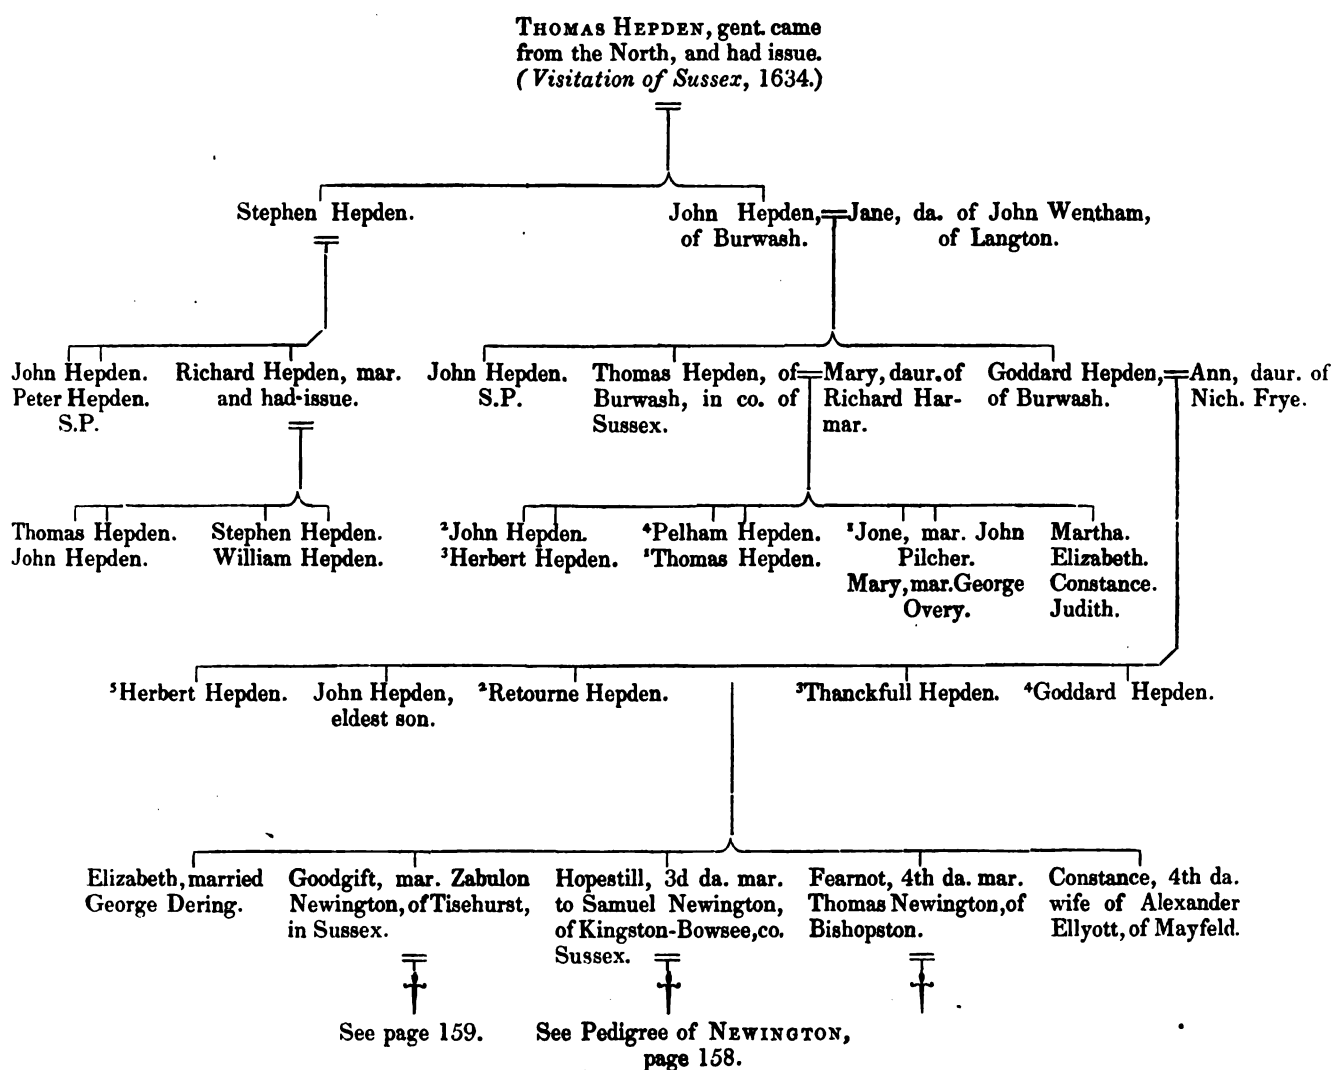 THOMAS HEPDEN, gent. came
from the North, and had issue.
(Visitation of Sussex, 1634.)
Stephen Hepden.
John Hepden,=Jane, da. of John Wentham,
of Burwash.
of Langton.
John Hepden.
Peter Hepden.
S.P.
Richard Hepden, mar.
and had issue.
John Hepden.
S.P.
Thomas Hepden, of=
Burwash, in co. of
Sussex.
Mary, daur. of
Richard Har-
mar.
Goddard Hepden,=
of Burwash.
Ann, daur. of
Nich. Frye.
Thomas Hepden.
John Hepden.
Stephen Hepden.
William Hepden.
²John Hepden.
³Herbert Hepden.
⁴Pelham Hepden.
¹Thomas Hepden.
¹Jone, mar. John
Pilcher.
Mary, mar. George
Overy.
Martha.
Elizabeth.
Constance.
Judith.
⁵Herbert Hepden.
John Hepden,
eldest son.
²Retourne Hepden.
³Thanckfull Hepden.
⁴Goddard Hepden.
Elizabeth, married
George Dering.
Goodgift, mar. Zabulon
Newington, of Tisehurst,
in Sussex.
Hopestill, 3d da. mar.
to Samuel Newington,
of Kingston-Bowsee, co.
Sussex.
Fearnot, 4th da. mar.
Thomas Newington, of
Bishopston.
Constance, 4th da.
wife of Alexander
Ellyott, of Mayfeld.
See page 159.
See Pedigree of NEWINGTON,
page 158.